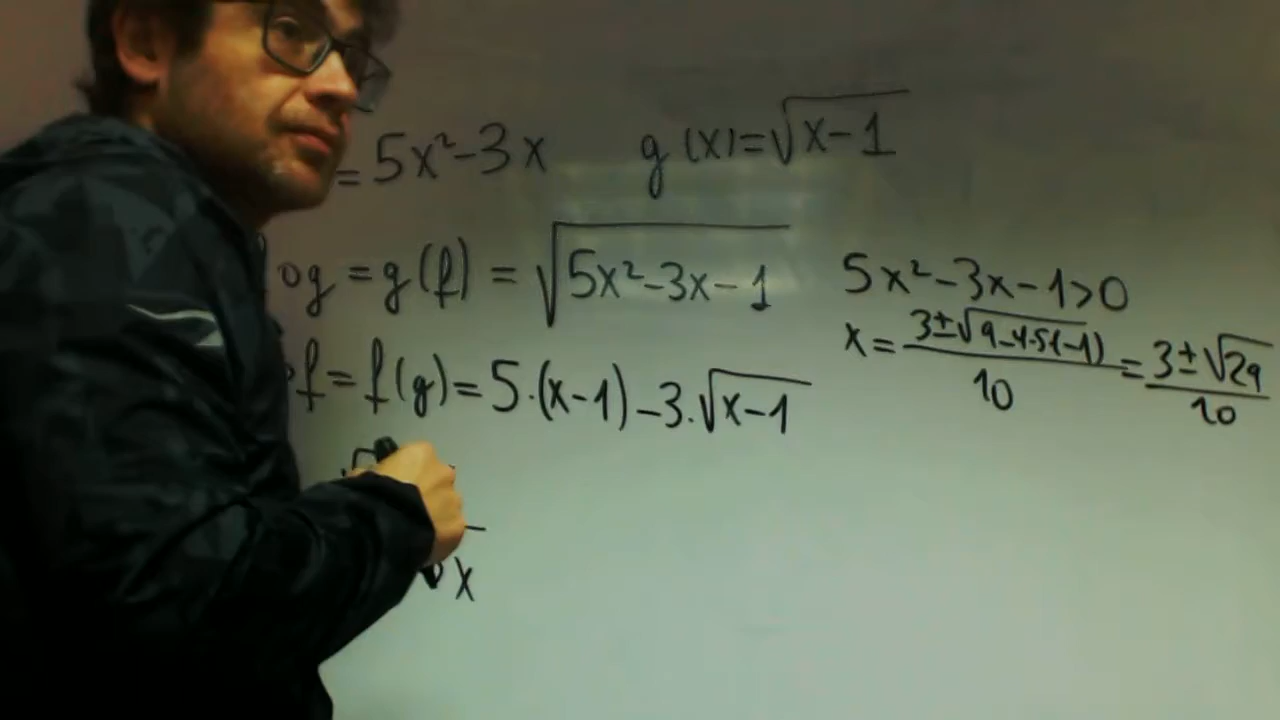 = 5x²-3x g(x)=√(x-1)
og = g(f) = √(5x²-3x-1)
5x²-3x-1>0
x = (3±√(9-4·5(-1)))/10 = (3±√29)/10
of = f(g) = 5·(x-1)-3·√(x-1)
x